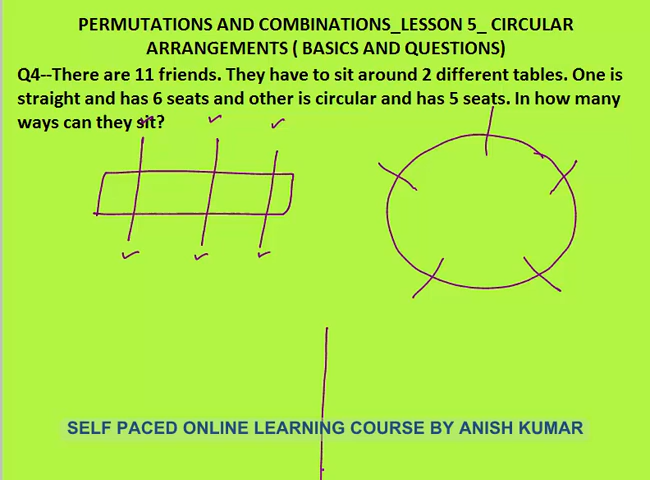 PERMUTATIONS AND COMBINATIONS_LESSON 5_ CIRCULAR
ARRANGEMENTS ( BASICS AND QUESTIONS)
Q4--There are 11 friends. They have to sit around 2 different tables. One is
straight and has 6 seats and other is circular and has 5 seats. In how many
ways can they sit?
SELF PACED ONLINE LEARNING COURSE BY ANISH KUMAR